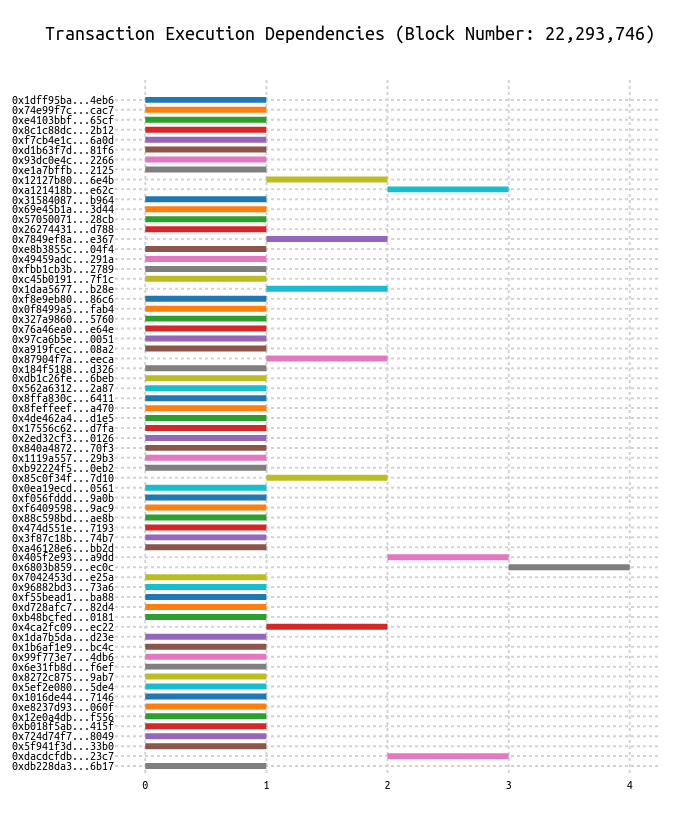 Transaction Execution Dependencies (Block Number: 22,293,746)
0x1dff95ba...4eb6
0x74e99f7c...cac7
0xe4103bbf...65cf
0x8c1c88dc...2b12
0xf7cb4e1c...6a0d
0xd1b63f7d...81f6
0x93dc0e4c...2266
0xe1a7bffb...2125
0x12127b80...6e4b
0xa121418b...e62c
0x31584087...b964
0x69e45b1a...3d44
0x57050071...28cb
0x26274431...d788
0x7849ef8a...e367
0xe8b3855c...04f4
0x49459adc...291a
0xfbb1cb3b...2789
0xc45b0191...7f1c
0x1daa5677...b28e
0xf8e9eb80...86c6
0x0f8499a5...fab4
0x327a9860...5760
0x76a46ea0...e64e
0x97ca6b5e...0051
0xa919fcec...08a2
0x87904f7a...eeca
0x184f5188...d326
0xdb1c26fe...6beb
0x562a6312...2a87
0x8ffa830c...6411
0x8feffeef...a470
0x4de462a4...d1e5
0x17556c62...d7fa
0x2ed32cf3...0126
0x840a4872...70f3
0x1119a557...29b3
0xb92224f5...0eb2
0x85c0f34f...7d10
0x0ea19ecd...0561
0xf056fddd...9a0b
0xf6409598...9ac9
0x88c598bd...ae8b
0x474d551e...7193
0x3f87c18b...74b7
0xa46128e6...bb2d
0x405f2e93...a9dd
0x6803b859...ec0c
0x7042453d...e25a
0x96882bd3...73a6
0xf55bead1...ba88
0xd728afc7...82d4
0xb48bcfed...0181
0x4ca2fc09...ec22
0x1da7b5da...d23e
0x1b6af1e9...bc4c
0x99f773e7...4db6
0x6e31fb8d...f6ef
0x8272c875...9ab7
0x5ef2e080...5de4
0x1016de44...7146
0xe8237d93...060f
0x12e0a4db...f556
0xb018f5ab...415f
0x724d74f7...8049
0x5f941f3d...33b0
0xdacdcfdb...23c7
0xdb228da3...6b17
0 1 2 3 4